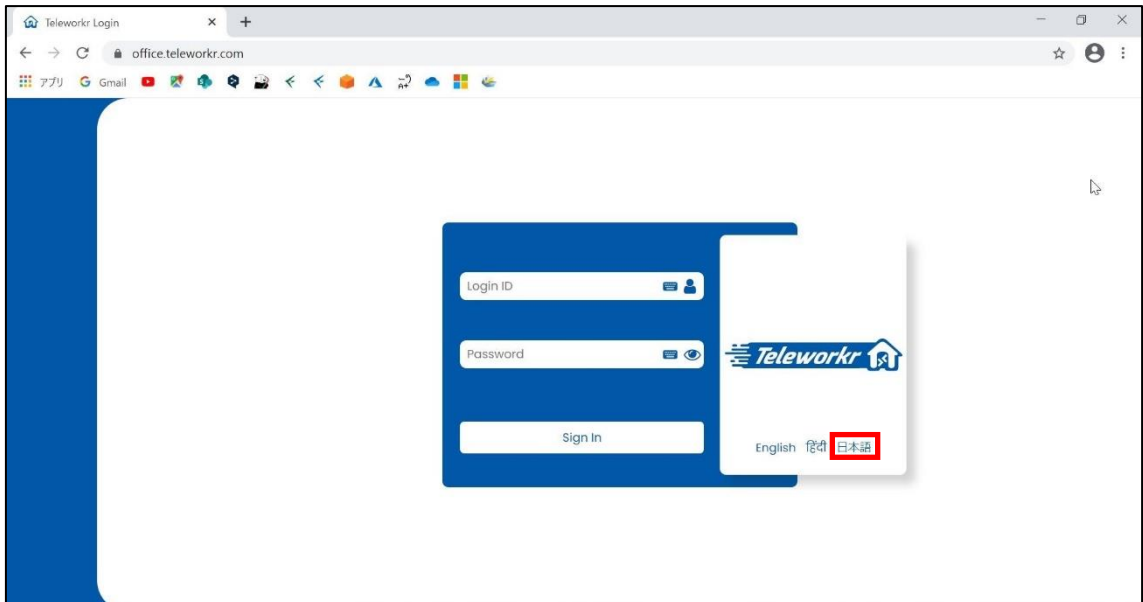 Teleworkr Login
office.teleworkr.com
アプリ Gmail
Login ID
Password
Teleworkr
Sign In
English हिंदी 日本語